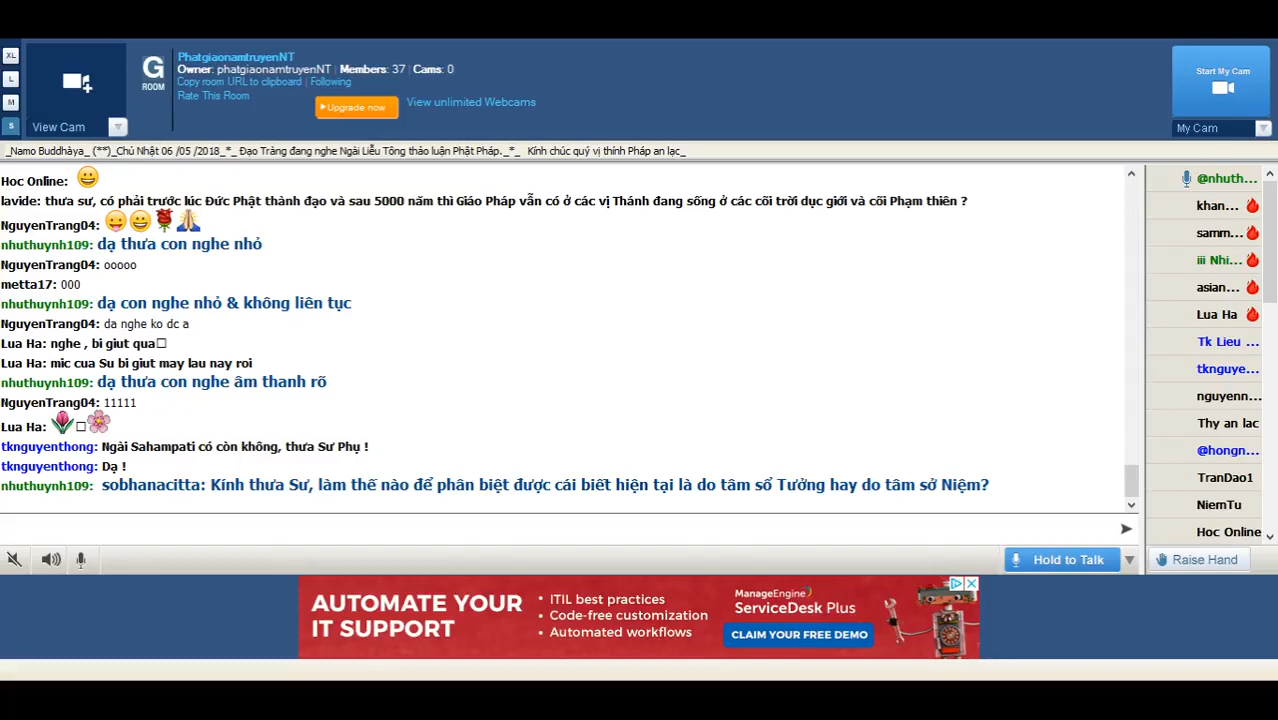 XL
L
M
S
View Cam
G
ROOM
PhatgiaonamtruyenNT
Owner: phatgiaonamtruyenNT | Members: 37 | Cams: 0
Copy room URL to clipboard | Following
Rate This Room
Upgrade now
View unlimited Webcams
Start My Cam
My Cam
_Namo Buddhàya_ (**)_Chủ Nhật 06 /05 /2018_*_ Đạo Tràng đang nghe Ngài Liễu Tông thảo luận Phật Pháp._*_ Kính chúc quý vị thính Pháp an lạc_
Hoc Online:
lavide: thưa sư, có phải trước lúc Đức Phật thành đạo và sau 5000 năm thì Giáo Pháp vẫn có ở các vị Thánh đang sống ở các cõi trời dục giới và cõi Phạm thiên ?
NguyenTrang04:
nhuthuynh109: dạ thưa con nghe nhỏ
NguyenTrang04: ooooo
metta17: 000
nhuthuynh109: dạ con nghe nhỏ & không liên tục
NguyenTrang04: da nghe ko dc a
Lua Ha: nghe , bi giut qua
Lua Ha: mic cua Su bi giut may lau nay roi
nhuthuynh109: dạ thưa con nghe âm thanh rõ
NguyenTrang04: 11111
Lua Ha:
tknguyenthong: Ngài Sahampati có còn không, thưa Sư Phụ !
tknguyenthong: Dạ !
nhuthuynh109: sobhanacitta: Kính thưa Sư, làm thế nào để phân biệt được cái biết hiện tại là do tâm sổ Tưởng hay do tâm sở Niệm?
@nhuth...
khan...
samm...
iii Nhi...
asian...
Lua Ha
Tk Lieu ...
tknguye...
nguyenn...
Thy an lac
@hongn...
TranDao1
NiemTu
Hoc Online
Hold to Talk
Raise Hand
AUTOMATE YOUR
IT SUPPORT
• ITIL best practices
• Code-free customization
• Automated workflows
ManageEngine
ServiceDesk Plus
CLAIM YOUR FREE DEMO